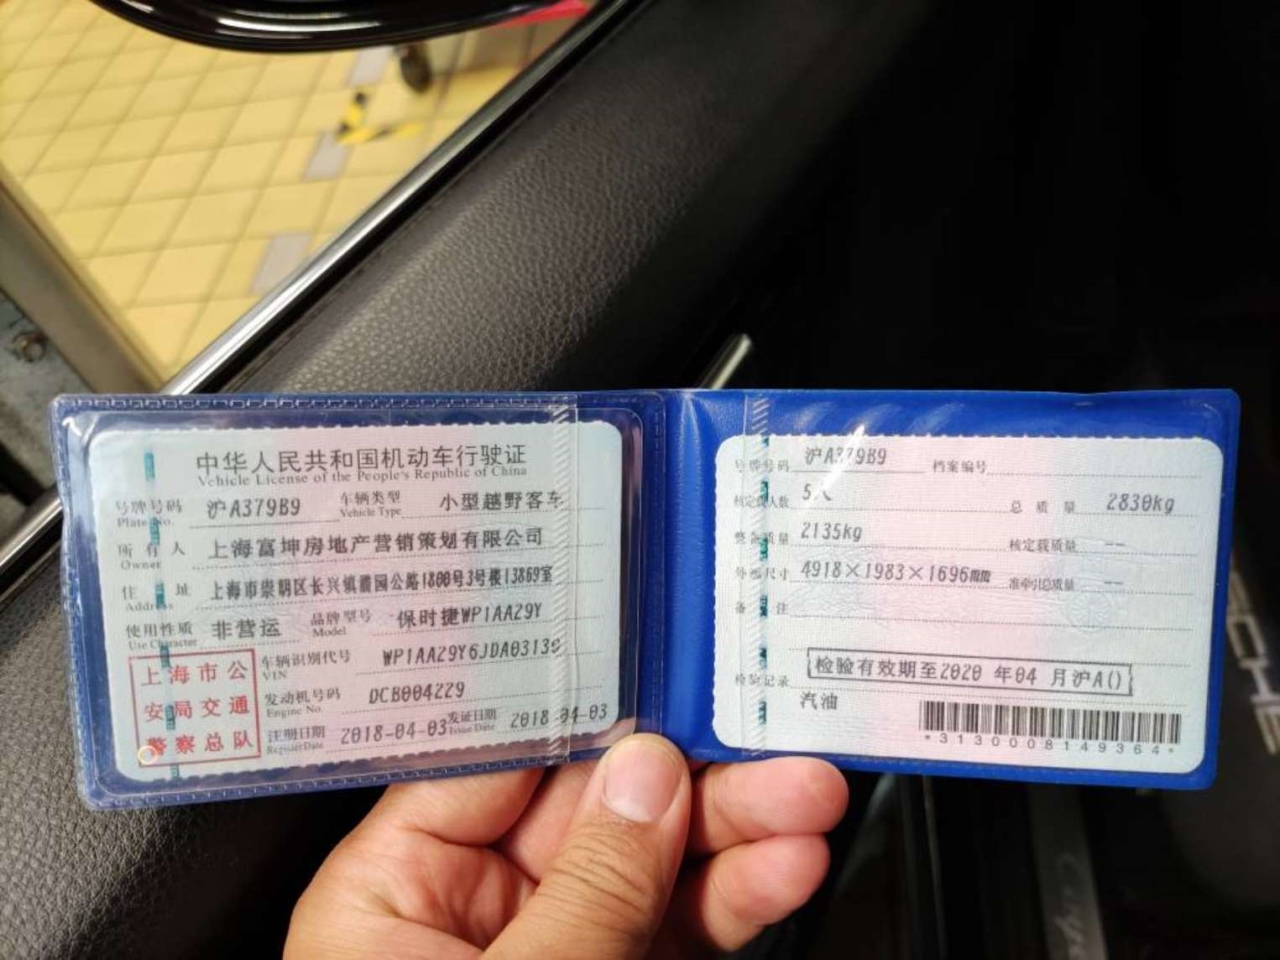 中华人民共和国机动车行驶证
Vehicle License of the People's Republic of China
号牌号码 沪A379B9 车辆类型 小型越野客车
Plate No. Vehicle Type
所有人 上海富坤房地产营销策划有限公司
Owner
住址 上海市崇明区长兴镇潘园公路1800号3号楼13869室
Address
使用性质 非营运 品牌型号 保时捷WP1AA29Y
Use Character Model
上海市公安局交通警察总队
车辆识别代号 WP1AA29Y6JDA0313
VIN
发动机号码 DCB004229
Engine No.
注册日期 2018-04-03 发证日期 2018-04-03
Register Date Issue Date
号牌号码 沪A379B9 档案编号
核定载人数 5人 总质量 2830kg
整备质量 2135kg 核定载质量 --
外廓尺寸 4918×1983×1696mm 准牵引总质量 --
备注
检验记录 检验有效期至2020年04月沪A()
汽油
*3130008149364*